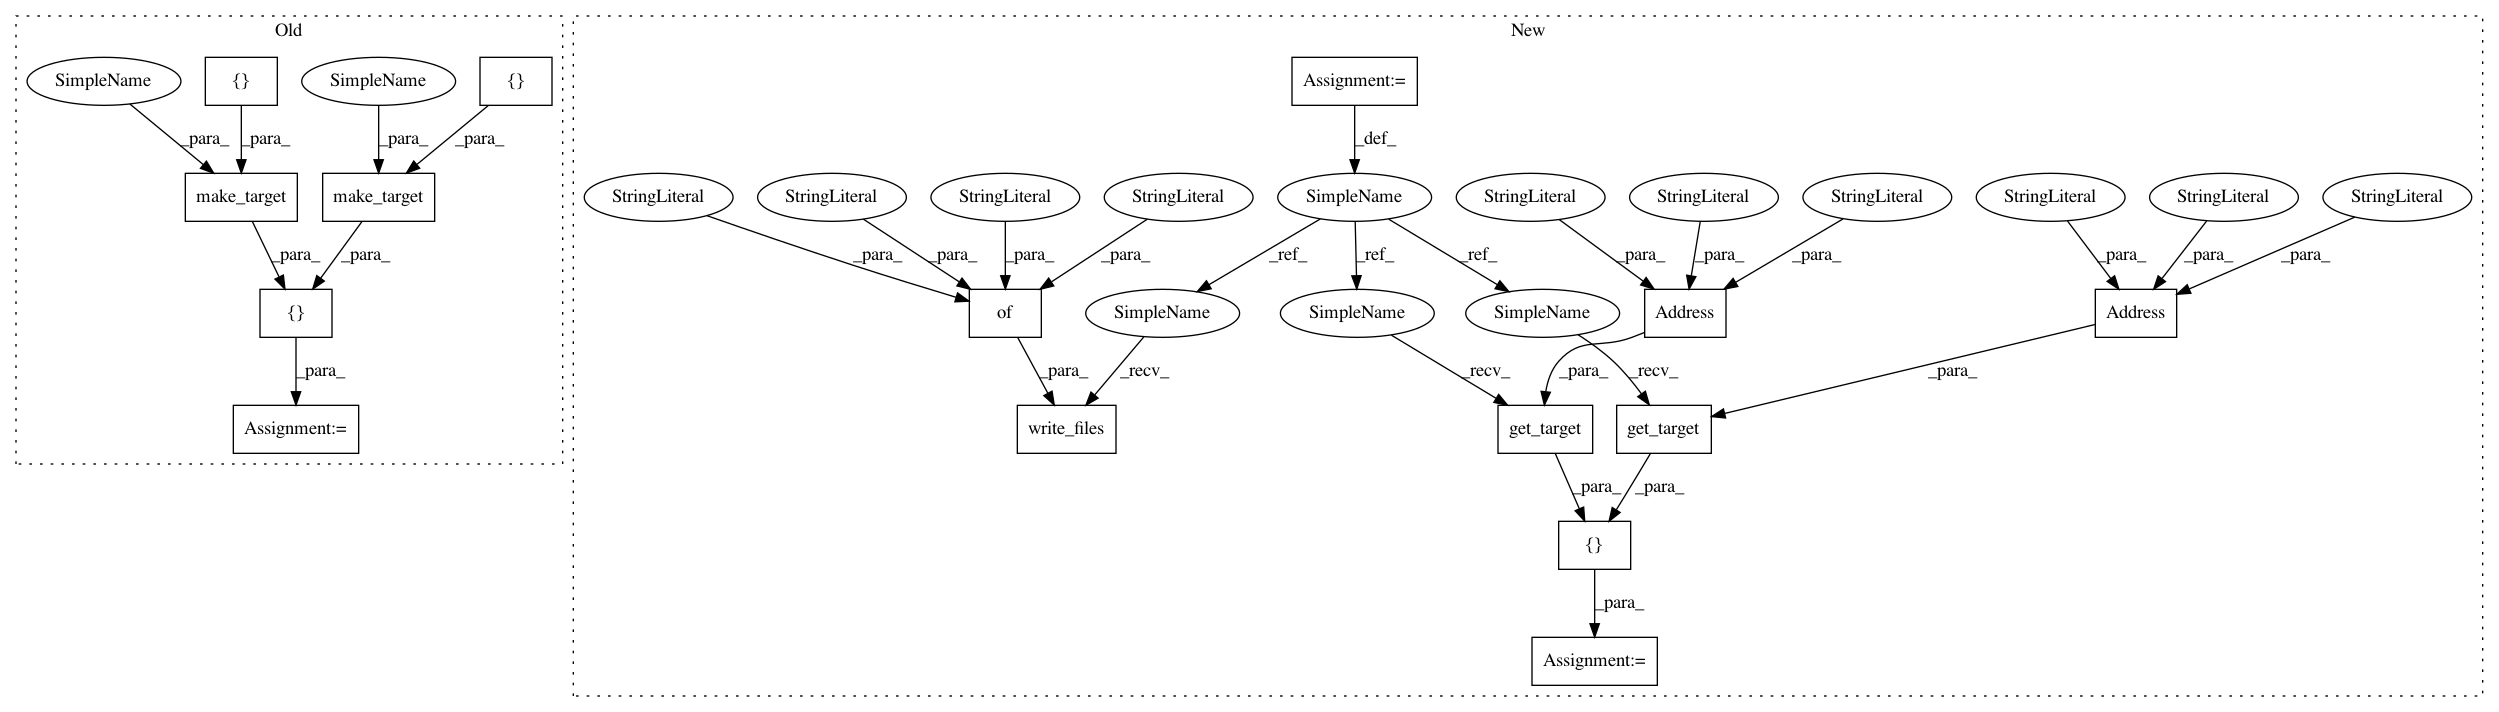 Old New
SimpleName {} SimpleName {} Assignment:=
_para_ _para_ _para_ _para_ _def_
make_target make_target StringLiteral StringLiteral StringLiteral StringLiteral SimpleName StringLiteral StringLiteral StringLiteral StringLiteral StringLiteral StringLiteral
_para_ _para_ _para_ _para_ _para_ _para_ _ref_ _ref_ _ref_ _para_ _para_ _para_ _para_ _para_ _para_
{} of SimpleName SimpleName SimpleName Address Address
_para_ _para_ _recv_ _recv_ _para_ _recv_ _para_
Assignment:= write_files get_target get_target
_para_ _para_
{}
_para_
Assignment:=